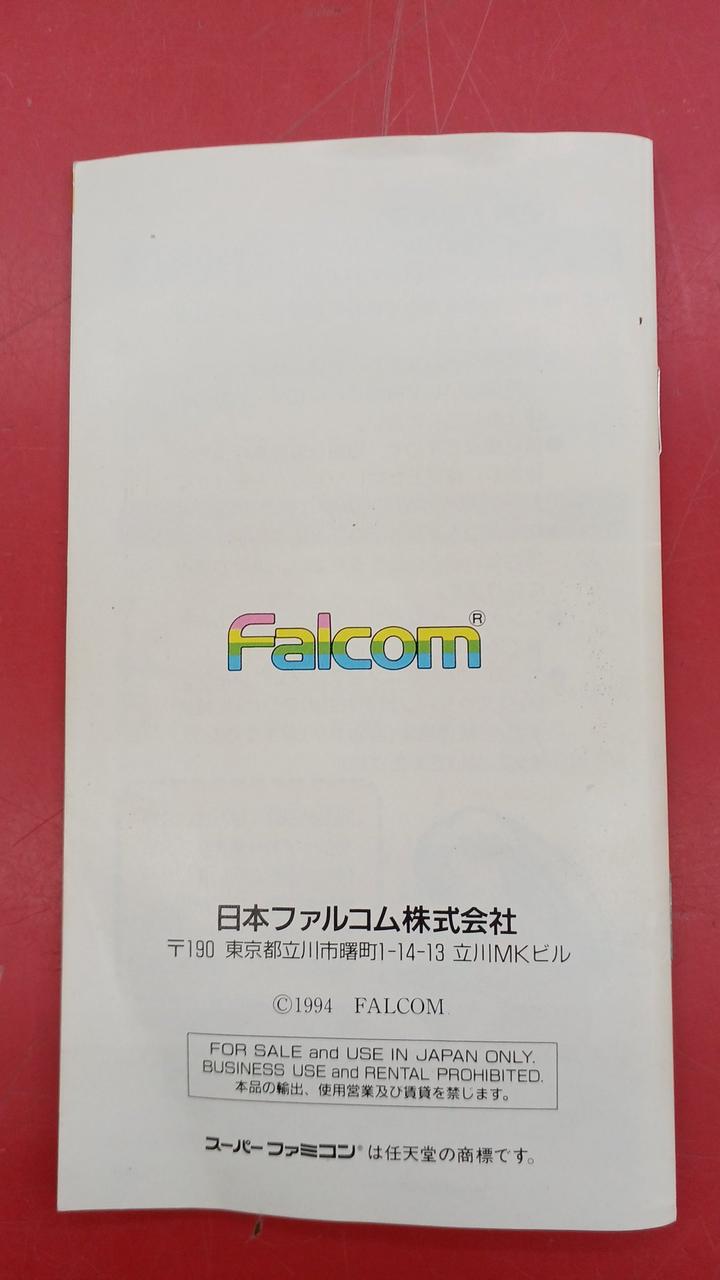 Falcom®
日本ファルコム株式会社
〒190 東京都立川市曙町1-14-13 立川MKビル
©1994 FALCOM
FOR SALE and USE IN JAPAN ONLY.
BUSINESS USE and RENTAL PROHIBITED.
本品の輸出、使用営業及び賃貸を禁じます。
スーパーファミコン®は任天堂の商標です。